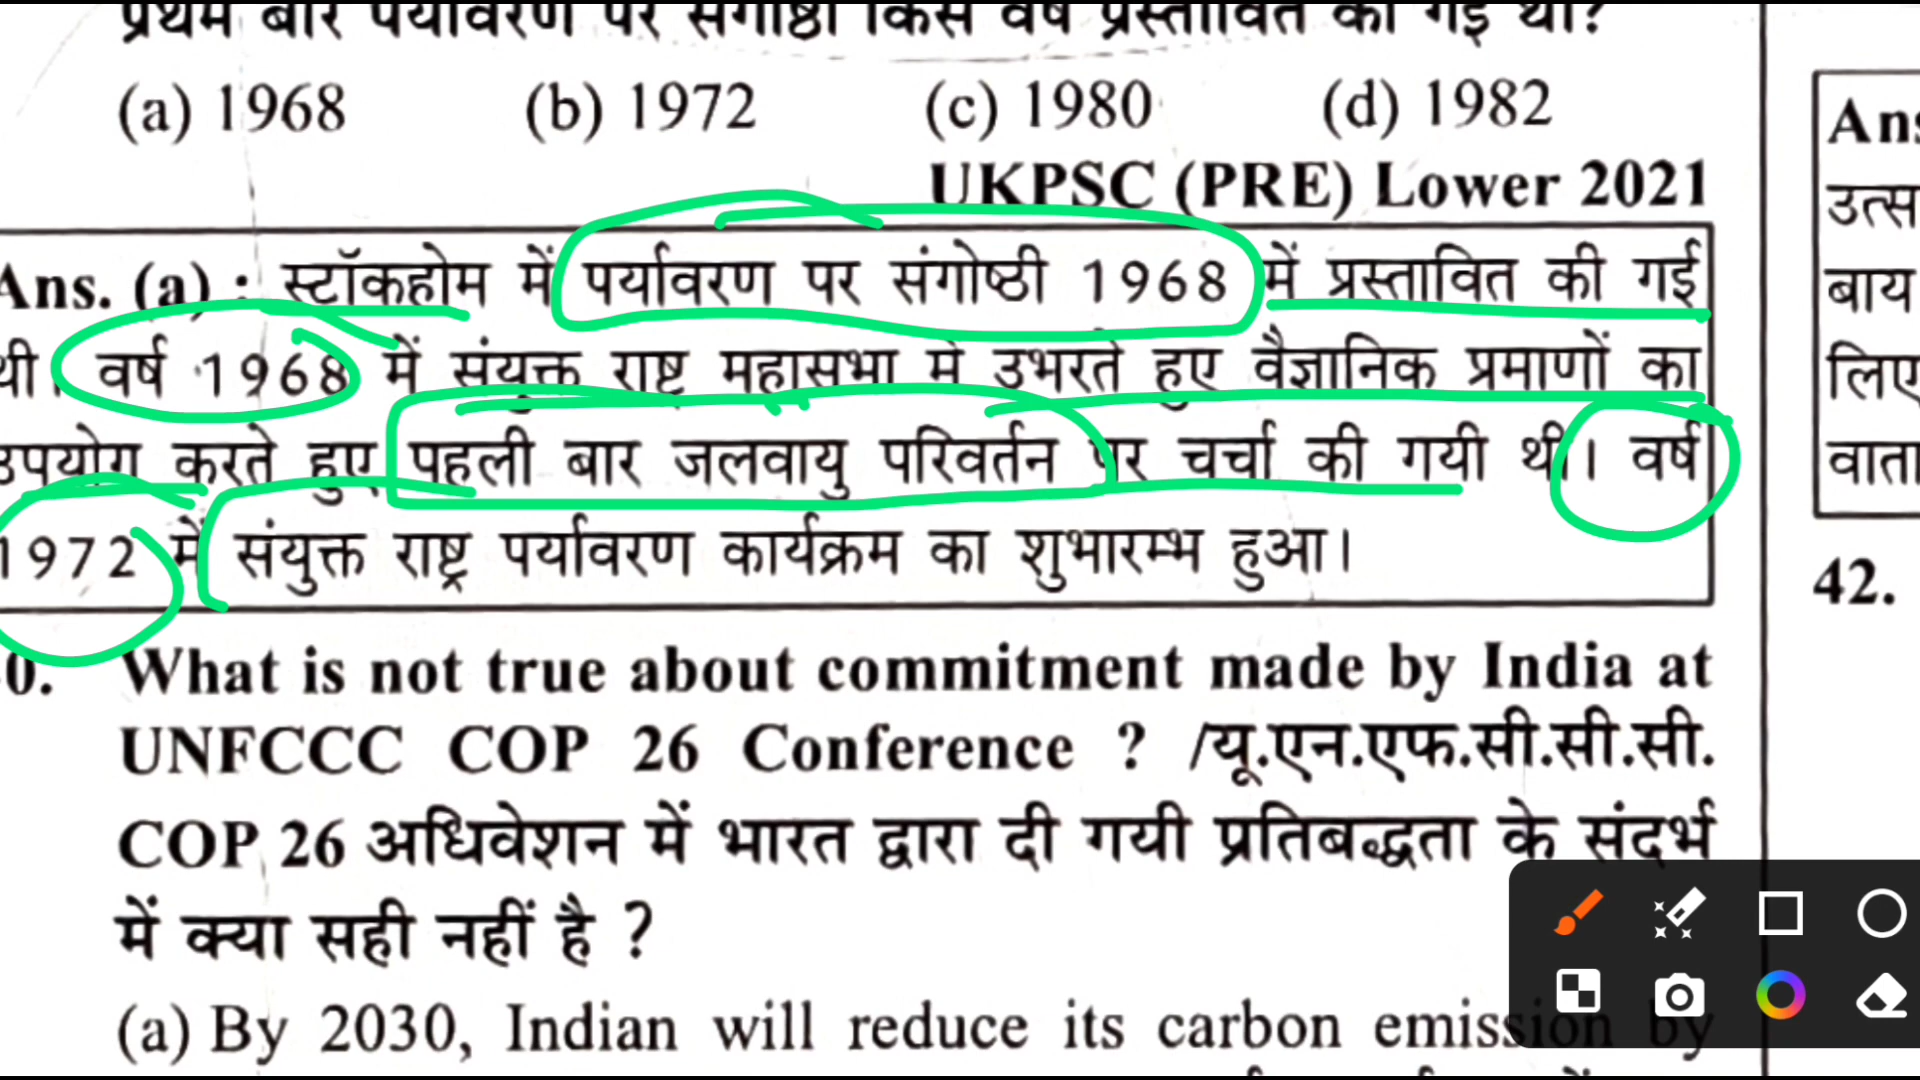 प्रथम बार पर्यावरण पर संगोष्ठी किस वर्ष प्रस्तावित की गई थी?
(a) 1968 (b) 1972 (c) 1980 (d) 1982
UKPSC (PRE) Lower 2021
Ans. (a) : स्टॉकहोम में पर्यावरण पर संगोष्ठी 1968 में प्रस्तावित की गई
थी। वर्ष 1968 में संयुक्त राष्ट्र महासभा में उभरते हुए वैज्ञानिक प्रमाणों का
उपयोग करते हुए पहली बार जलवायु परिवर्तन पर चर्चा की गयी थी। वर्ष
1972 में संयुक्त राष्ट्र पर्यावरण कार्यक्रम का शुभारम्भ हुआ।
0. What is not true about commitment made by India at
UNFCCC COP 26 Conference ? /यू.एन.एफ.सी.सी.सी.
COP 26 अधिवेशन में भारत द्वारा दी गयी प्रतिबद्धता के संदर्भ
में क्या सही नहीं है ?
(a) By 2030, Indian will reduce its carbon emission by
Ans
उत्स
बाय
लिए
वाता
42.